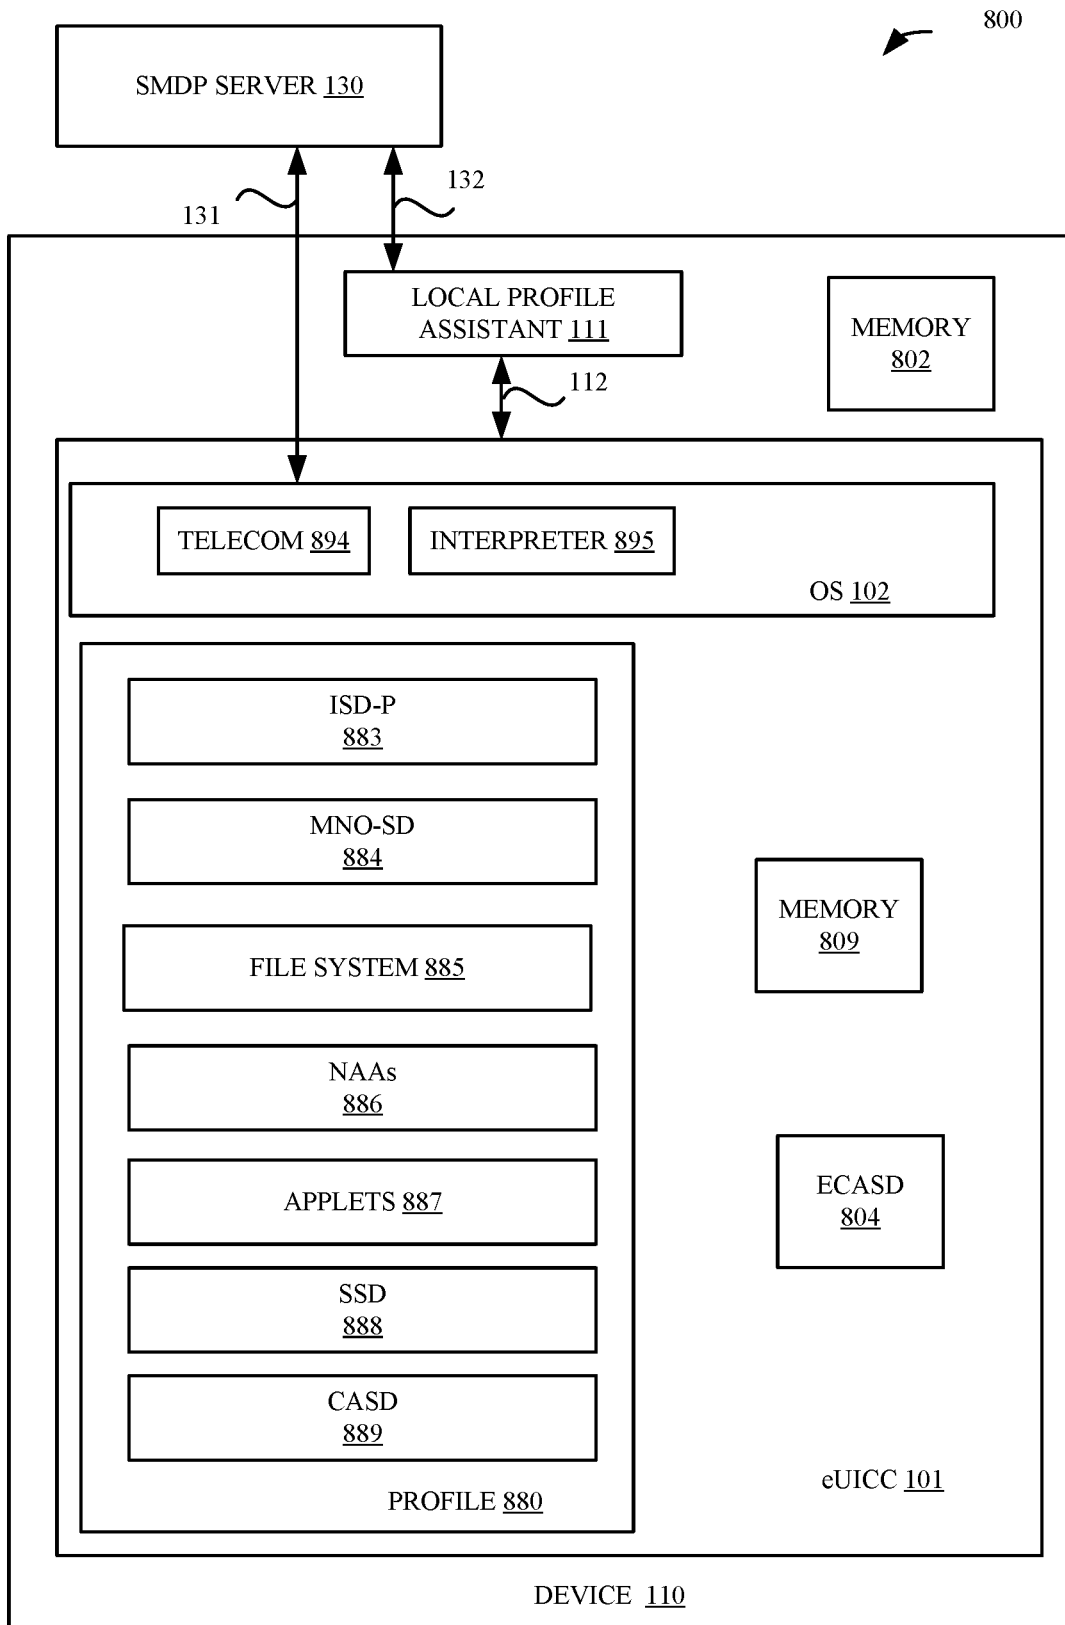 800
SMDP SERVER 130
132
131
LOCAL PROFILE
ASSISTANT 111
MEMORY
802
112
TELECOM 894
INTERPRETER 895
OS 102
ISD-P
883
MNO-SD
884
FILE SYSTEM 885
MEMORY
809
NAAs
886
APPLETS 887
ECASD
804
SSD
888
CASD
889
PROFILE 880
eUICC 101
DEVICE 110